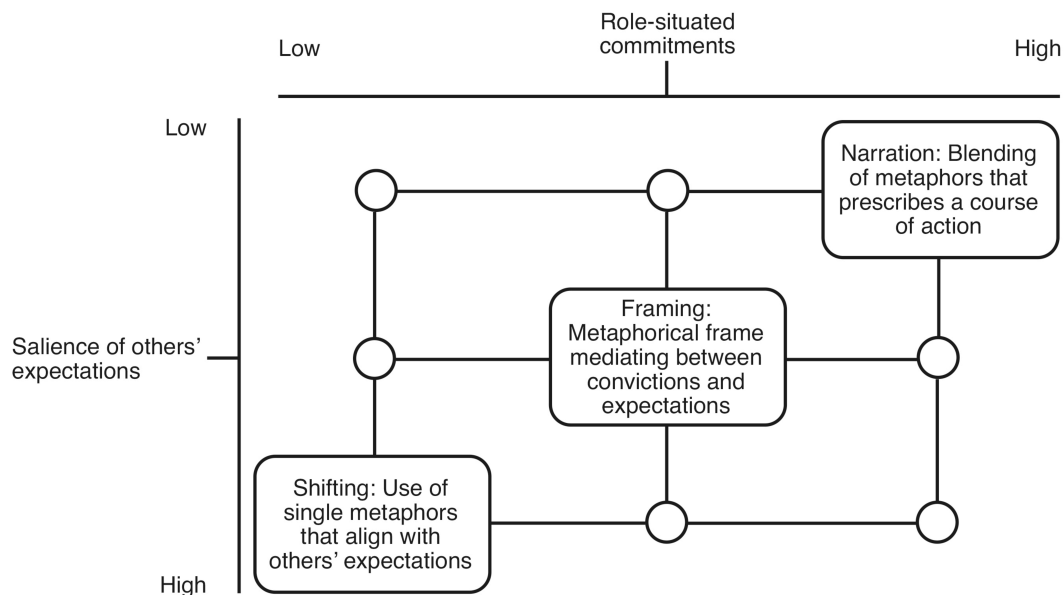 Role-situated
commitments
Low
High
Low
Narration: Blending
of metaphors that
prescribes a course
of action
Framing:
Metaphorical frame
mediating between
convictions and
expectations
Salience of others’
expectations
Shifting: Use of
single metaphors
that align with
others’ expectations
High